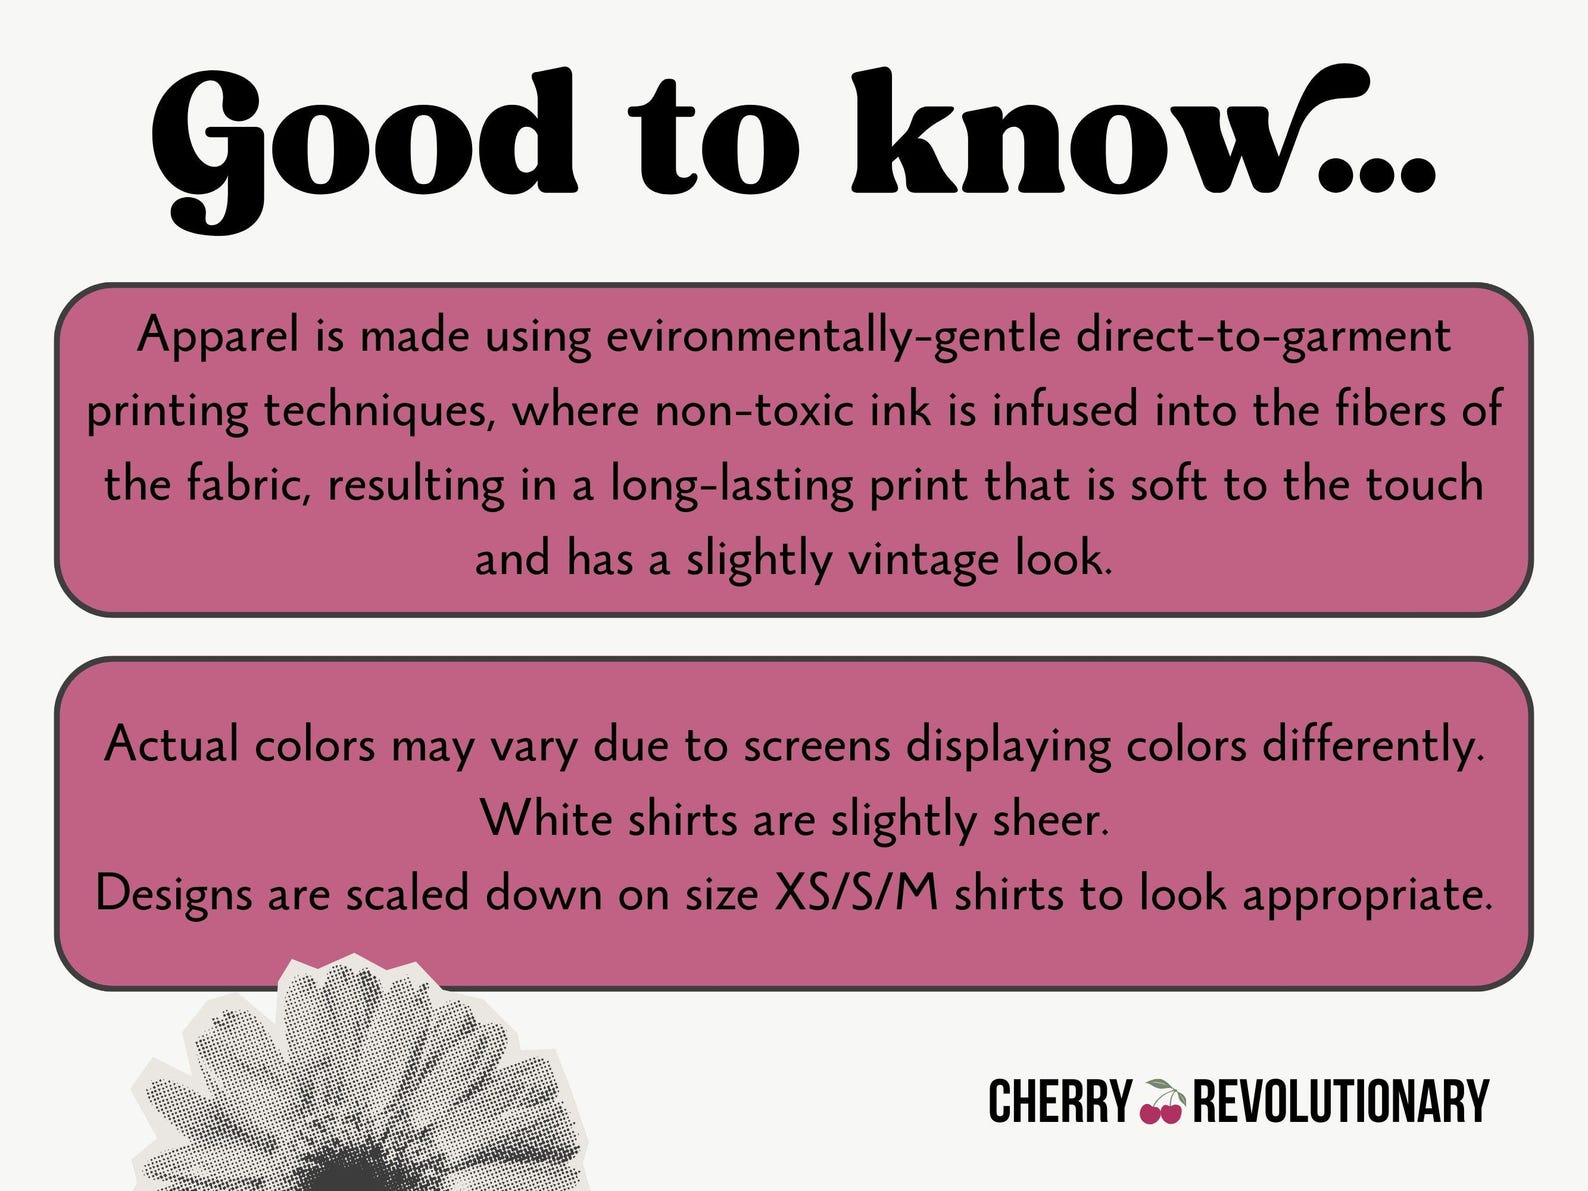 Good to know...
Apparel is made using evironmentally-gentle direct-to-garment
printing techniques, where non-toxic ink is infused into the fibers of
the fabric, resulting in a long-lasting print that is soft to the touch
and has a slightly vintage look.
Actual colors may vary due to screens displaying colors differently.
White shirts are slightly sheer.
Designs are scaled down on size XS/S/M shirts to look appropriate.
CHERRY REVOLUTIONARY